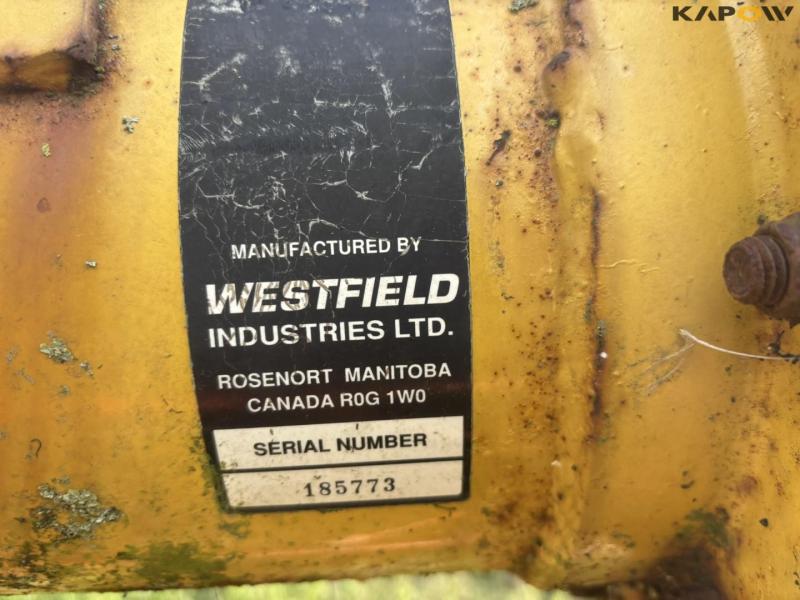 KAPOW
MANUFACTURED BY
WESTFIELD
INDUSTRIES LTD.
ROSENORT MANITOBA
CANADA R0G 1W0
SERIAL NUMBER
185773